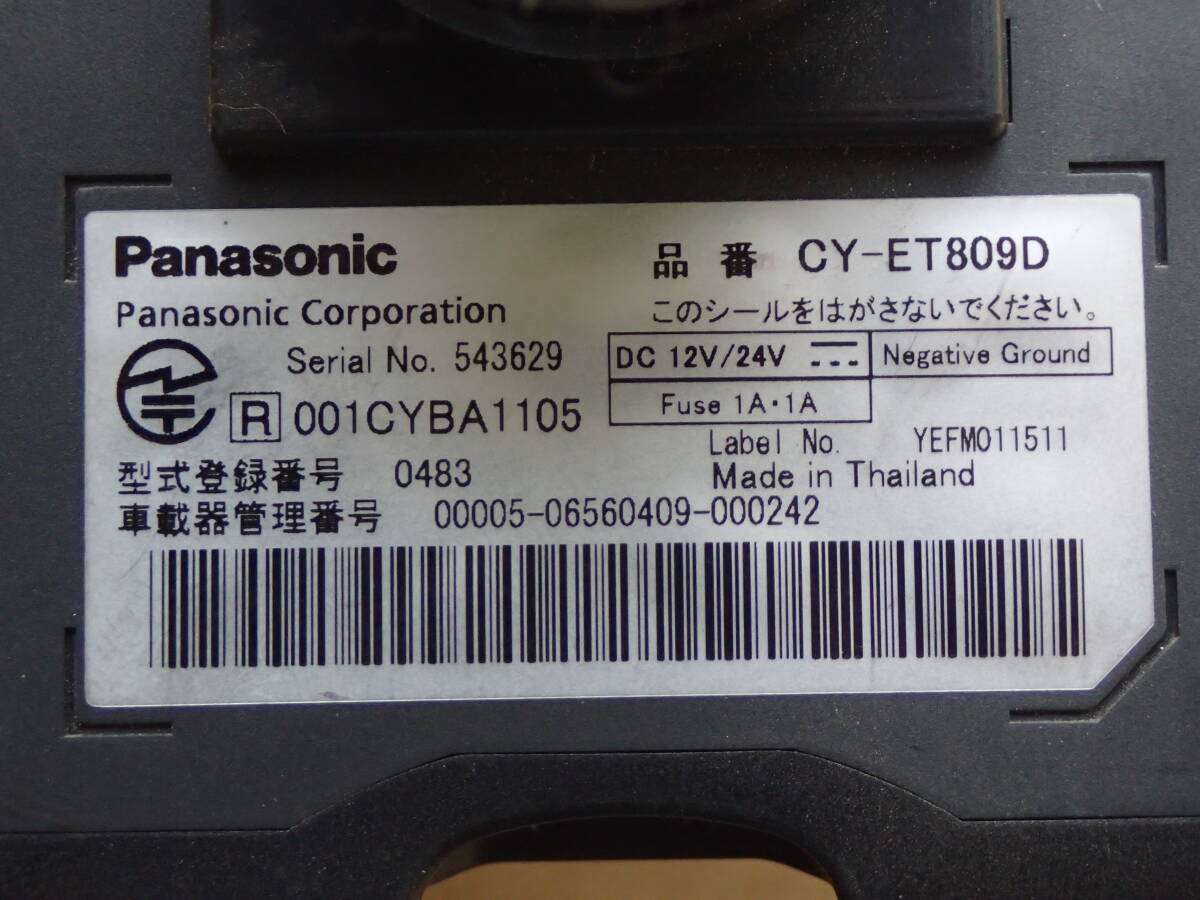 Panasonic
品 番 CY-ET809D
Panasonic Corporation
このシールをはがさないでください。
Serial No. 543629
DC 12V/24V
Negative Ground
R 001CYBA1105
Fuse 1A・1A
Label No. YEFM011511
型式登録番号 0483
Made in Thailand
車載器管理番号 00005-06560409-000242